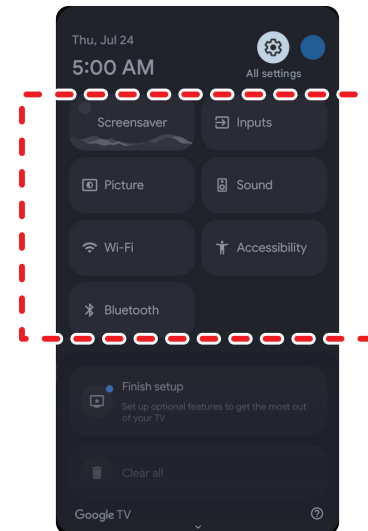 Thu, Jul 24
5:00 AM
All settings
Screensaver
Inputs
Picture
Sound
Wi-Fi
Accessibility
Bluetooth
Finish setup
Set up optional features to get the most out
of your TV
Clear all
Google TV